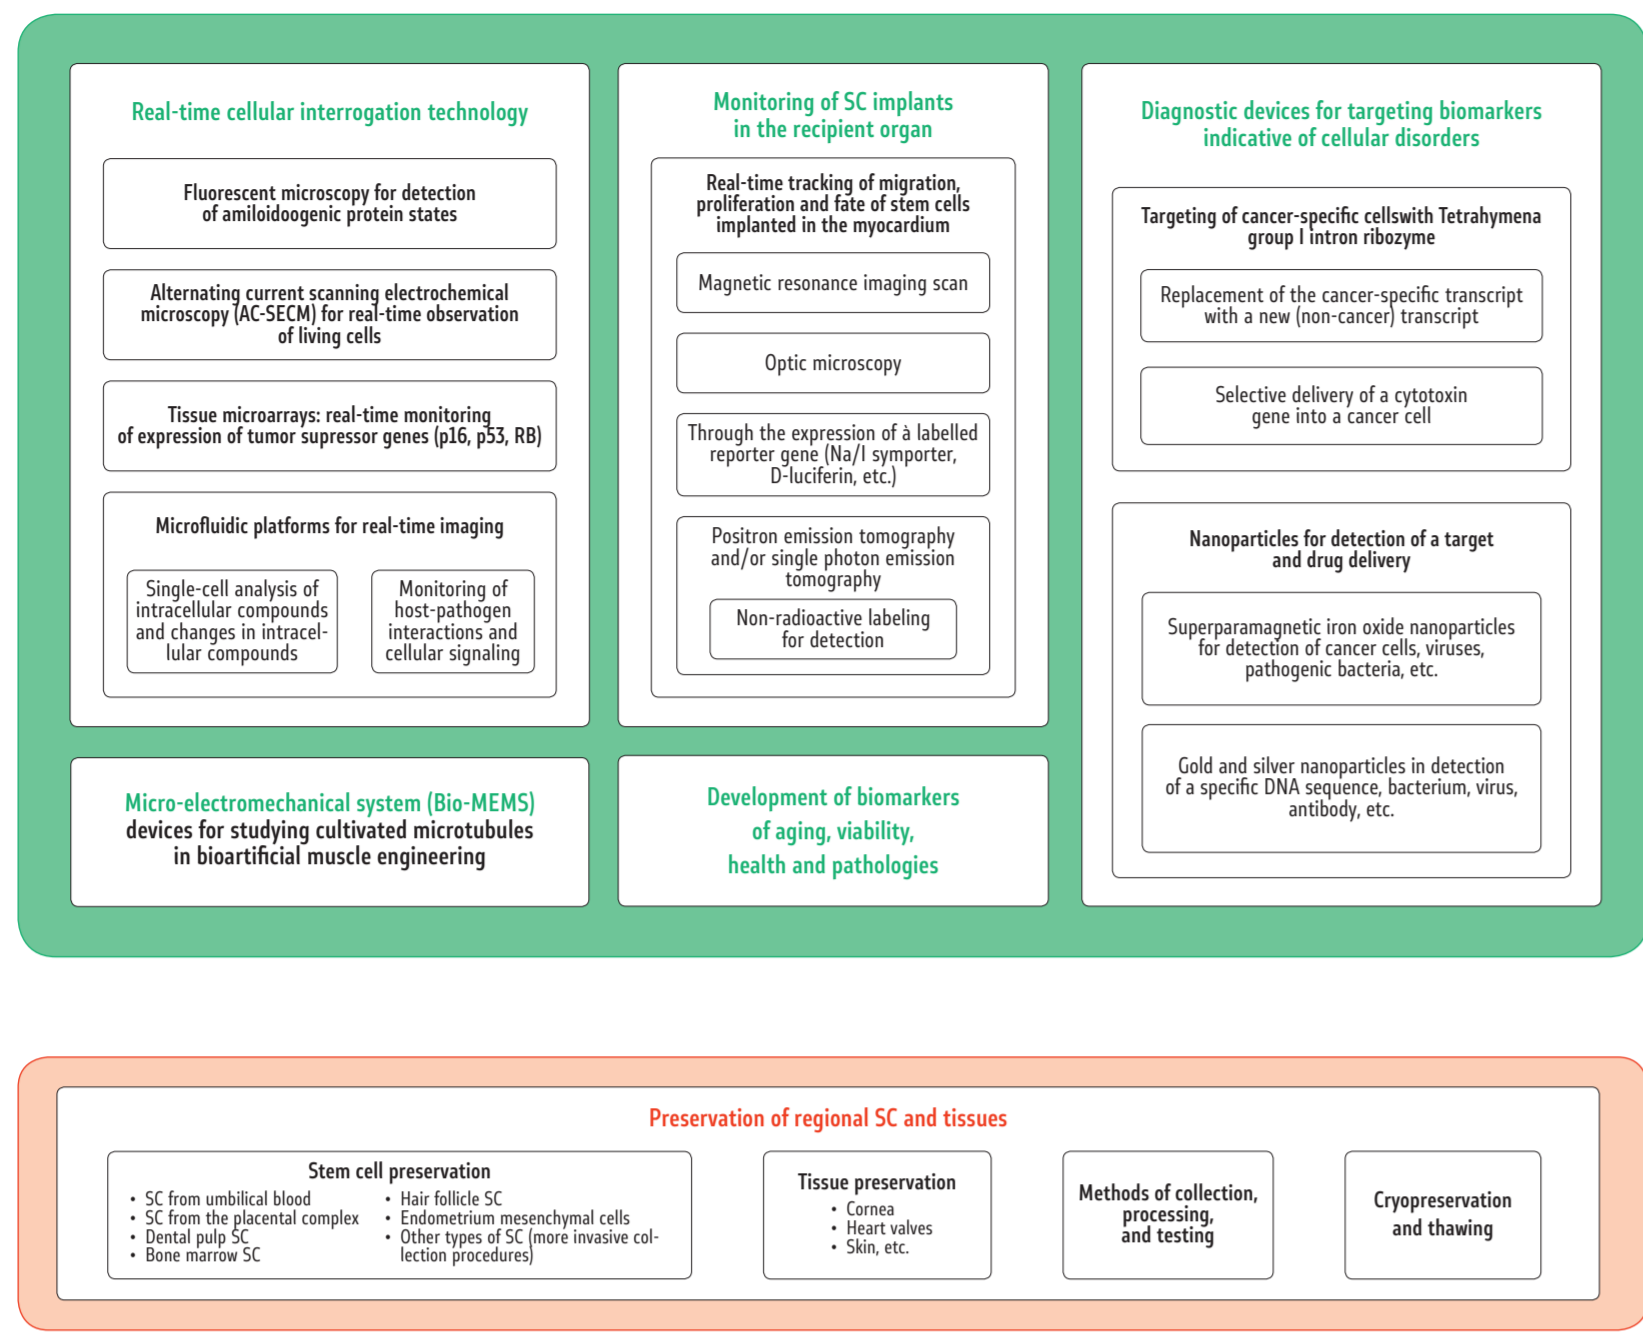 Real-time cellular interrogation technology
Fluorescent microscopy for detection
of amiloidoogenic protein states
Alternating current scanning electrochemical
microscopy (AC-SECM) for real-time observation
of living cells
Tissue microarrays: real-time monitoring
of expression of tumor supressor genes (p16, p53, RB)
Microfluidic platforms for real-time imaging
Single-cell analysis of
intracellular compounds
and changes in intracel-
lular compounds
Monitoring of
host-pathogen
interactions and
cellular signaling
Monitoring of SC implants
in the recipient organ
Real-time tracking of migration,
proliferation and fate of stem cells
implanted in the myocardium
Magnetic resonance imaging scan
Optic microscopy
Through the expression of à labelled
reporter gene (Na/I symporter,
D-luciferin, etc.)
Positron emission tomography
and/or single photon emission
tomography
Non-radioactive labeling
for detection
Diagnostic devices for targeting biomarkers
indicative of cellular disorders
Targeting of cancer-specific cellswith Tetrahymena
group I intron ribozyme
Replacement of the cancer-specific transcript
with a new (non-cancer) transcript
Selective delivery of a cytotoxin
gene into a cancer cell
Nanoparticles for detection of a target
and drug delivery
Superparamagnetic iron oxide nanoparticles
for detection of cancer cells, viruses,
pathogenic bacteria, etc.
Gold and silver nanoparticles in detection
of a specific DNA sequence, bacterium, virus,
antibody, etc.
Micro-electromechanical system (Bio-MEMS)
devices for studying cultivated microtubules
in bioartificial muscle engineering
Development of biomarkers
of aging, viability,
health and pathologies
Preservation of regional SC and tissues
Stem cell preservation
• SC from umbilical blood
• SC from the placental complex
• Dental pulp SC
• Bone marrow SC
• Hair follicle SC
• Endometrium mesenchymal cells
• Other types of SC (more invasive col-
lection procedures)
Tissue preservation
• Cornea
• Heart valves
• Skin, etc.
Methods of collection,
processing,
and testing
Cryopreservation
and thawing